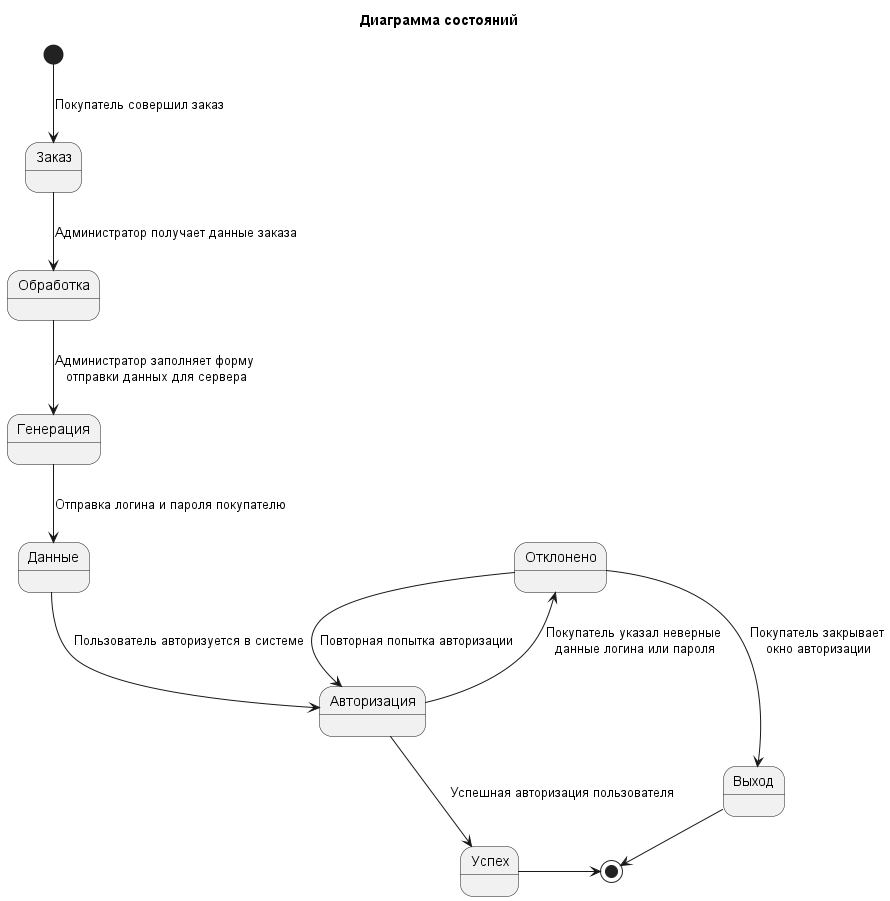 Диаграмма состояний
Покупатель совершил заказ
Заказ
Администратор получает данные заказа
Обработка
Администратор заполняет форму
отправки данных для сервера
Генерация
Отправка логина и пароля покупателю
Данные
Отклонено
Пользователь авторизуется в системе
Повторная попытка авторизации
Покупатель указал неверные
данные логина или пароля
Покупатель закрывает
окно авторизации
Авторизация
Успешная авторизация пользователя
Выход
Успех